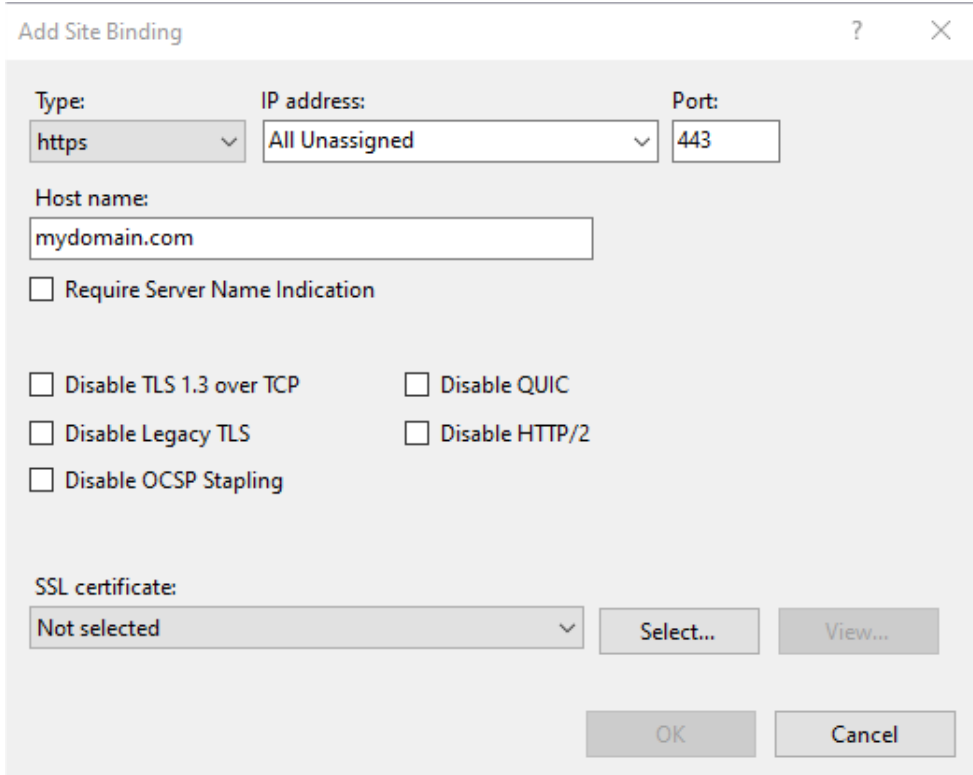 Add Site Binding ?
Type: IP address: Port:
https All Unassigned 443
Host name:
mydomain.com
Require Server Name Indication
Disable TLS 1.3 over TCP Disable QUIC
Disable Legacy TLS Disable HTTP/2
Disable OCSP Stapling
SSL certificate:
Not selected Select... View...
OK Cancel